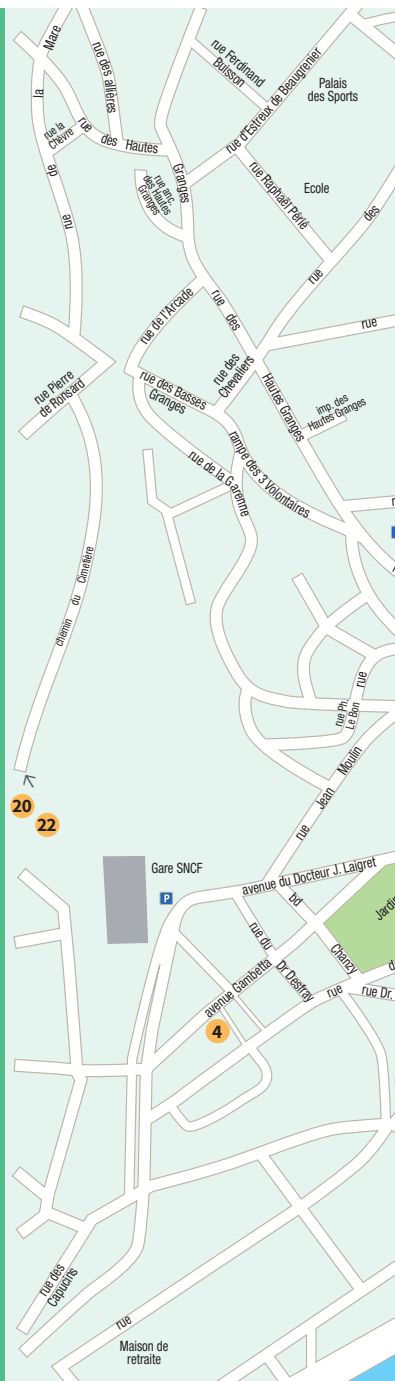 rue de la Mare
rue des allières
rue Ferdinand
Buisson
Palais
des Sports
rue d'Estreux de Beaugrenier
rue la
Chèvre
rue des Hautes Granges
rue anc.
des Hautes
Granges
Ecole
rue Raphaël Périé
rue des
rue de l'Arcade
rue des Hautes Granges
rue
rue Pierre
de Ronsard
rue des Basses
Granges
rue des
Chevaliers
imp. des
Hautes Granges
rue de la Garenne
rampe des 3 Volontaires
chemin du Cimetière
rue Ph.
Le Bon
rue
rue Jean Moulin
20
22
Gare SNCF
P
avenue du Docteur J. Laigret
bd Chanzy
Jardin
rue du
Dr Desfray
avenue Gambetta
rue d
rue Dr.
4
rue des
Capucins
rue
Maison de
retraite